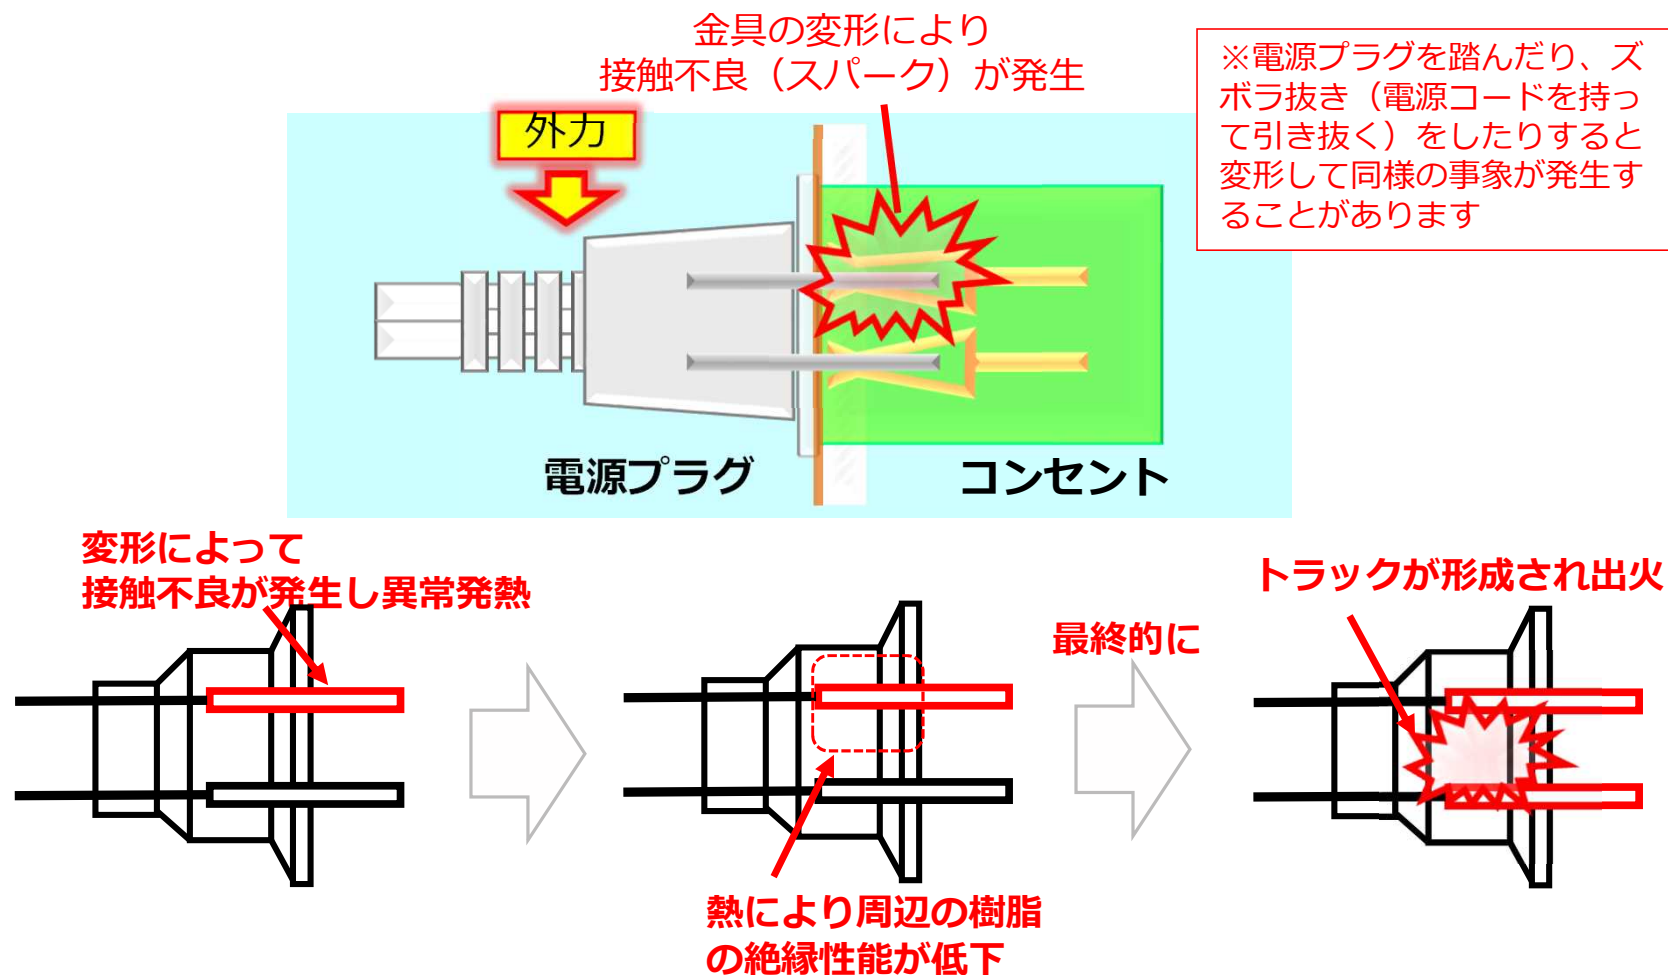 金具の変形により
接触不良（スパーク）が発生
※電源プラグを踏んだり、ズ
ボラ抜き（電源コードを持っ
て引き抜く）をしたりすると
変形して同様の事象が発生す
ることがあります
外力
電源プラグ
コンセント
変形によって
接触不良が発生し異常発熱
熱により周辺の樹脂
の絶縁性能が低下
最終的に
トラックが形成され出火